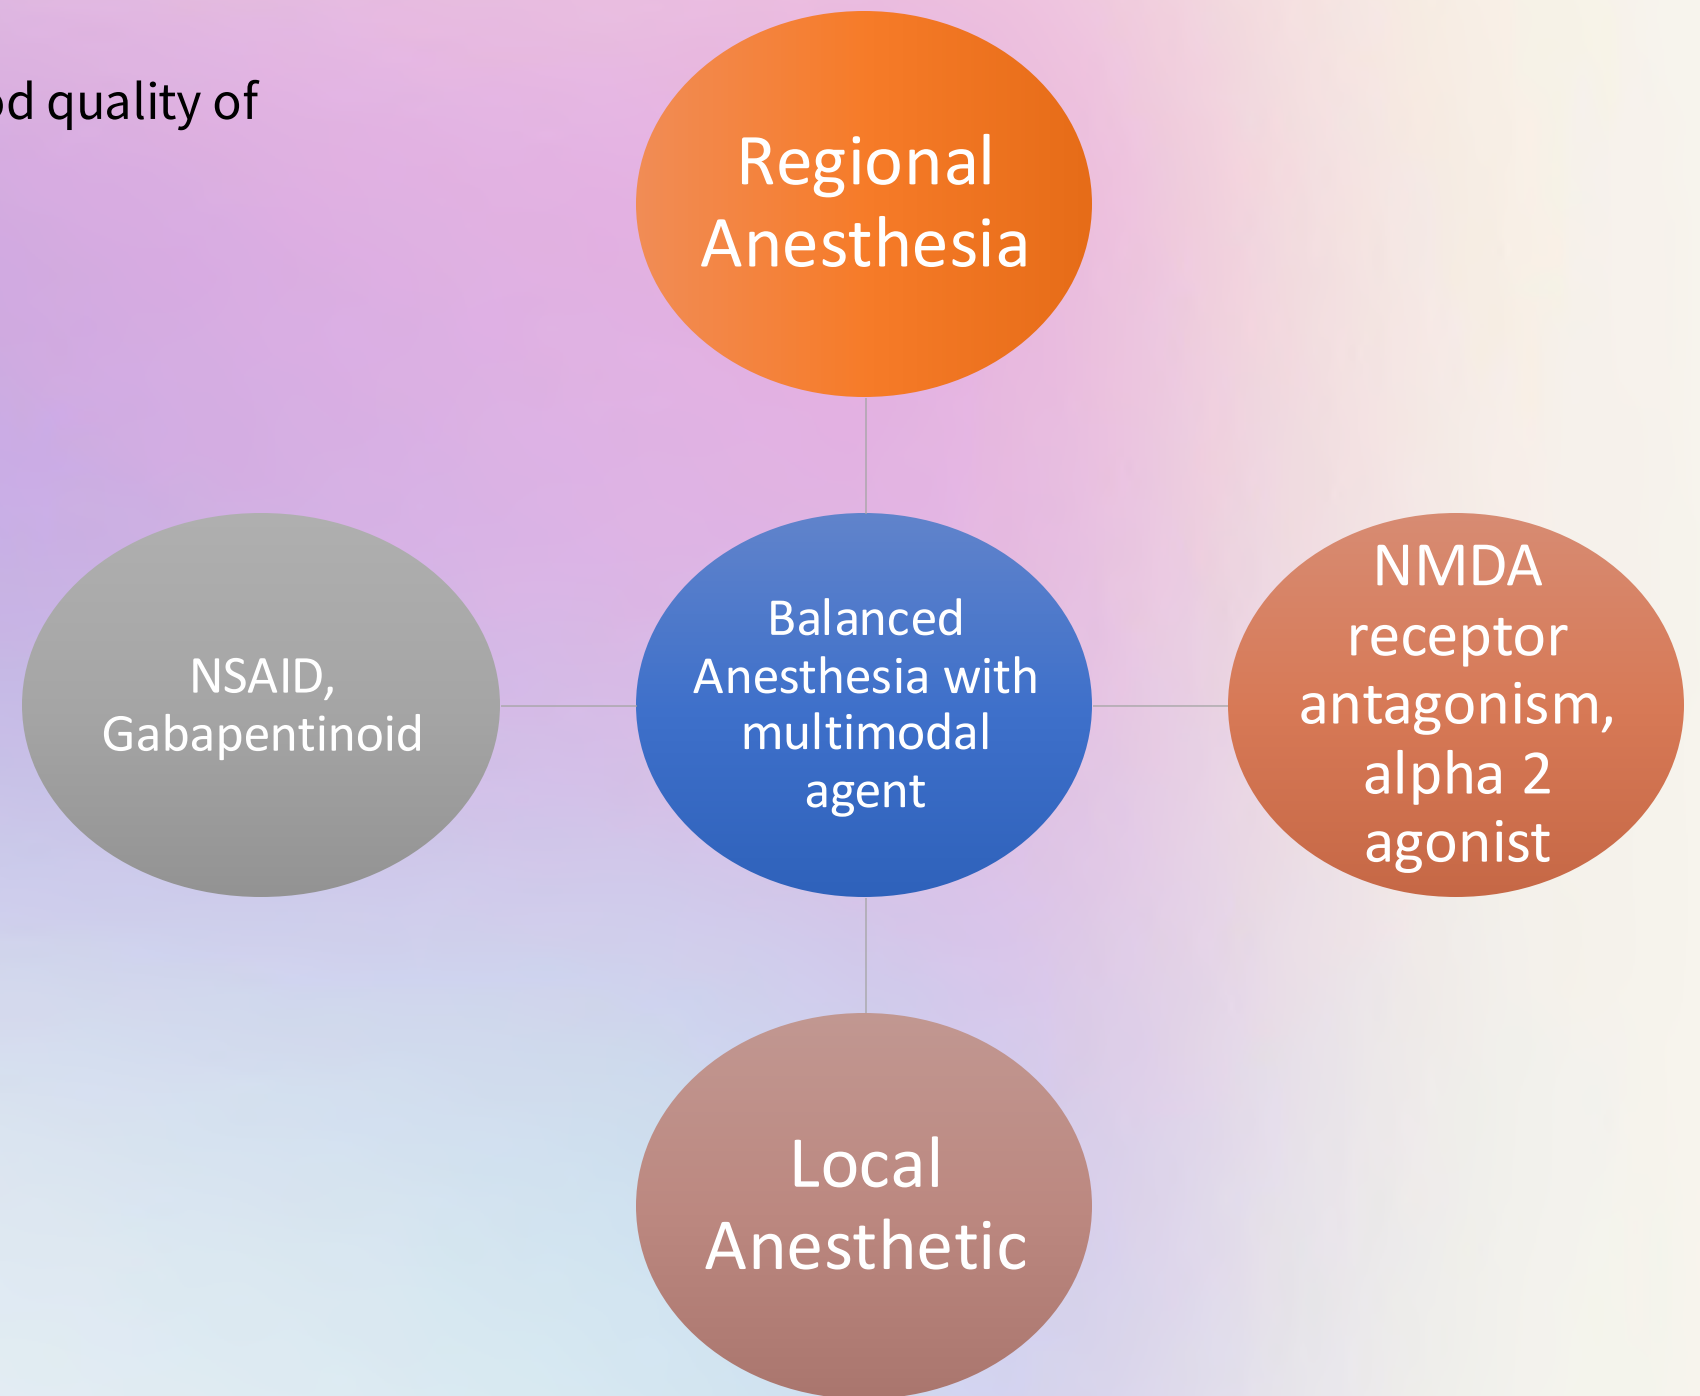 quality of
Regional
Anesthesia
NSAID,
Gabapentinoid
Balanced
Anesthesia with
multimodal
agent
NMDA
receptor
antagonism,
alpha 2
agonist
Local
Anesthetic